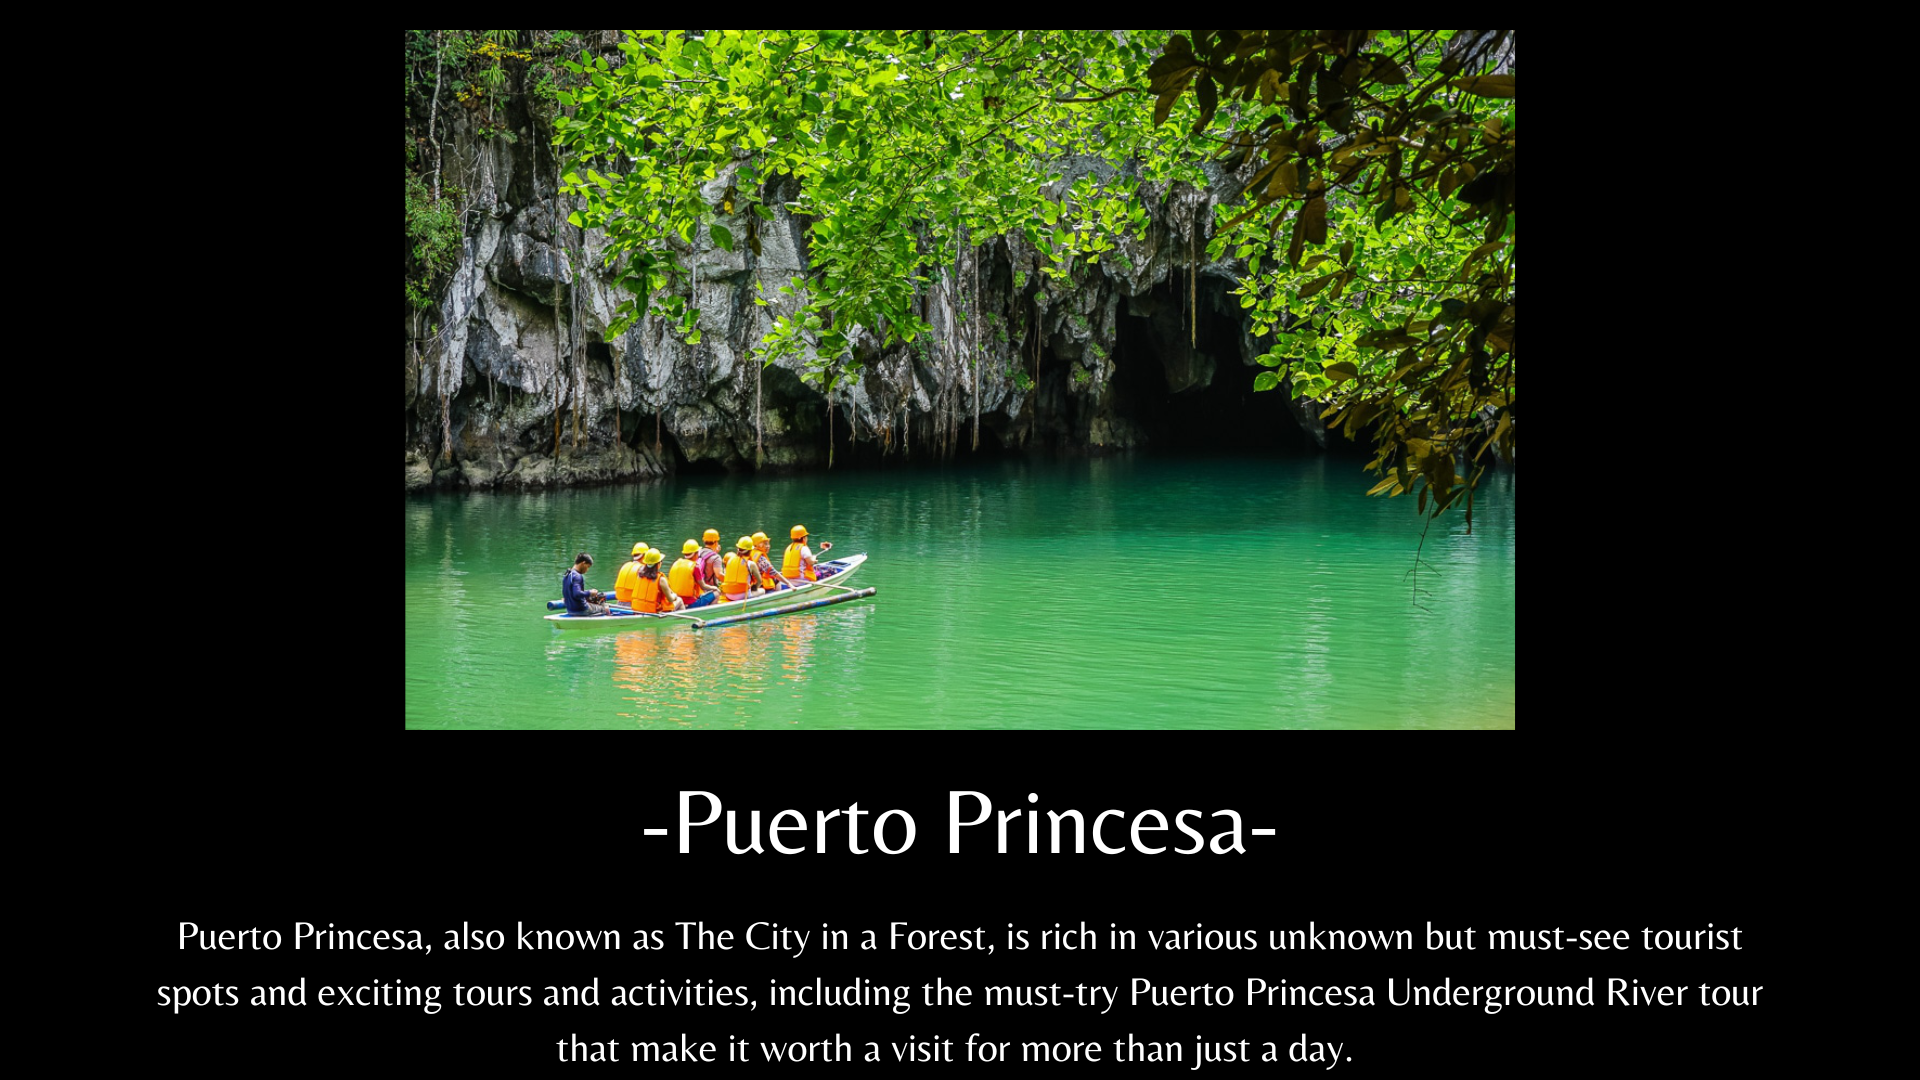 -Puerto Princesa-
Puerto Princesa, also known as The City in a Forest, is rich in various unknown but must-see tourist
spots and exciting tours and activities, including the must-try Puerto Princesa Underground River tour
that make it worth a visit for more than just a day.